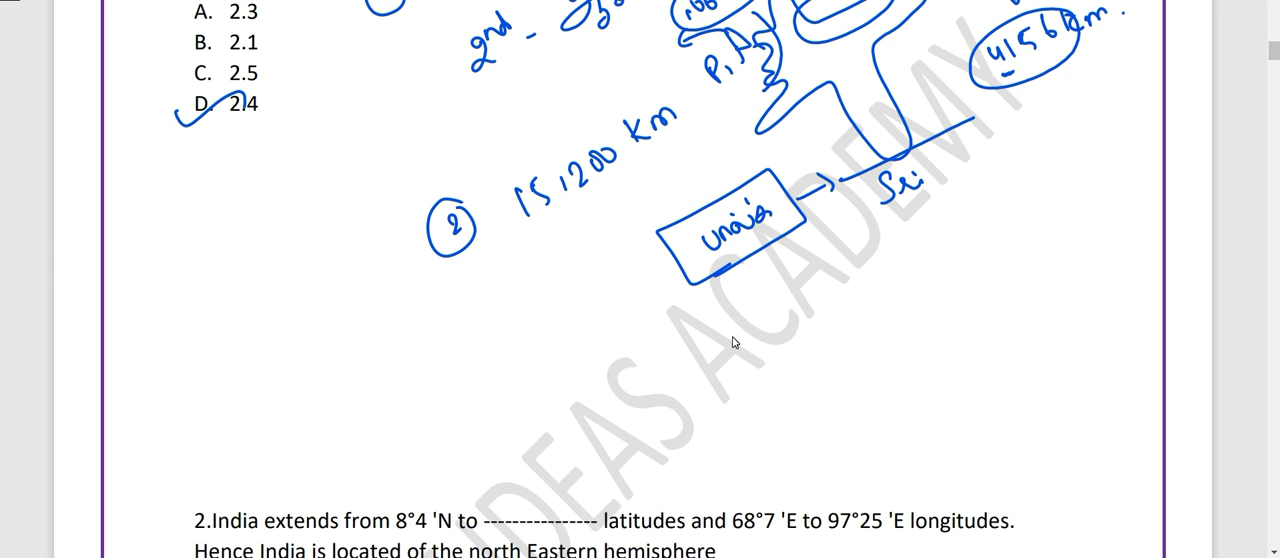 A. 2.3
B. 2.1
C. 2.5
D. 2.4
2nd -
4156 km.
P,
② 15,200 km
Sri
IDEAS ACADEMY
2.India extends from 8°4 'N to ---------------- latitudes and 68°7 'E to 97°25 'E longitudes.
Hence India is located of the north Eastern hemisphere